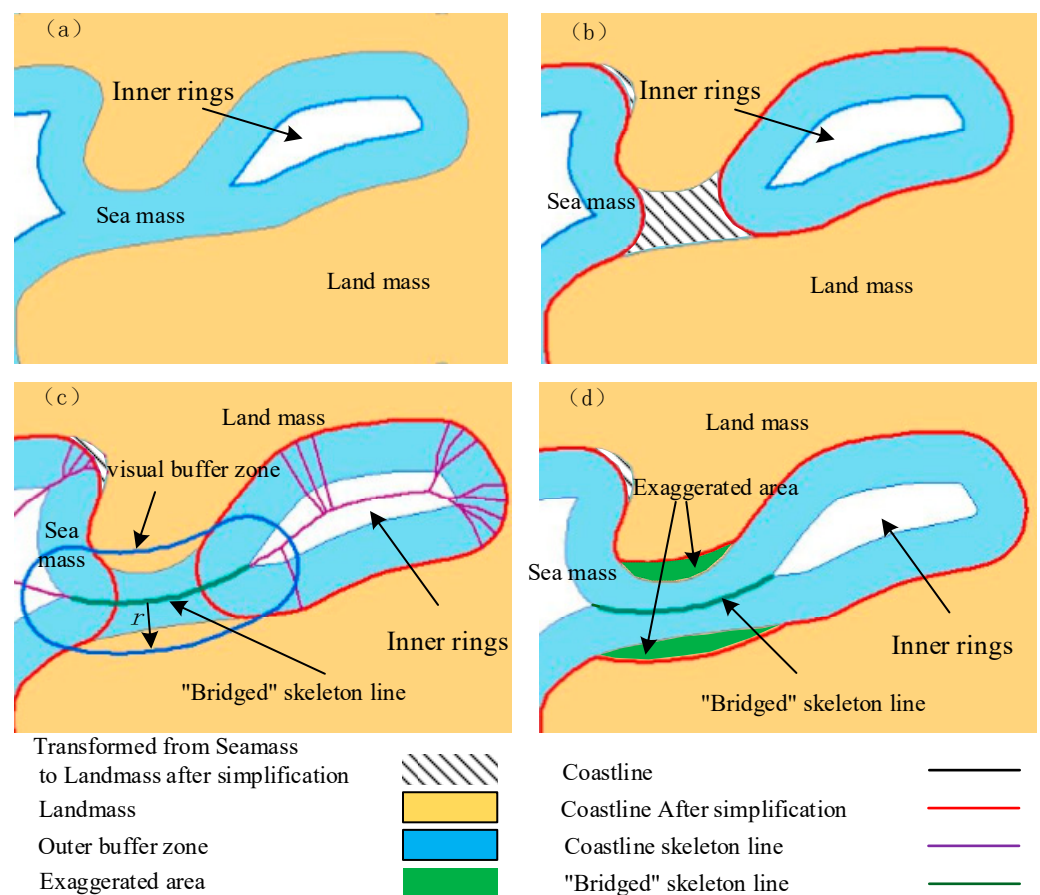 （a）
Inner rings
Sea mass
Land mass
（b）
Inner rings
Sea mass
Land mass
（c）
Land mass
visual buffer zone
Sea
mass
r
Inner rings
"Bridged" skeleton line
（d）
Land mass
Exaggerated area
Sea mass
Inner rings
"Bridged" skeleton line
Transformed from Seamass
to Landmass after simplification
Landmass
Outer buffer zone
Exaggerated area
Coastline
Coastline After simplification
Coastline skeleton line
"Bridged" skeleton line